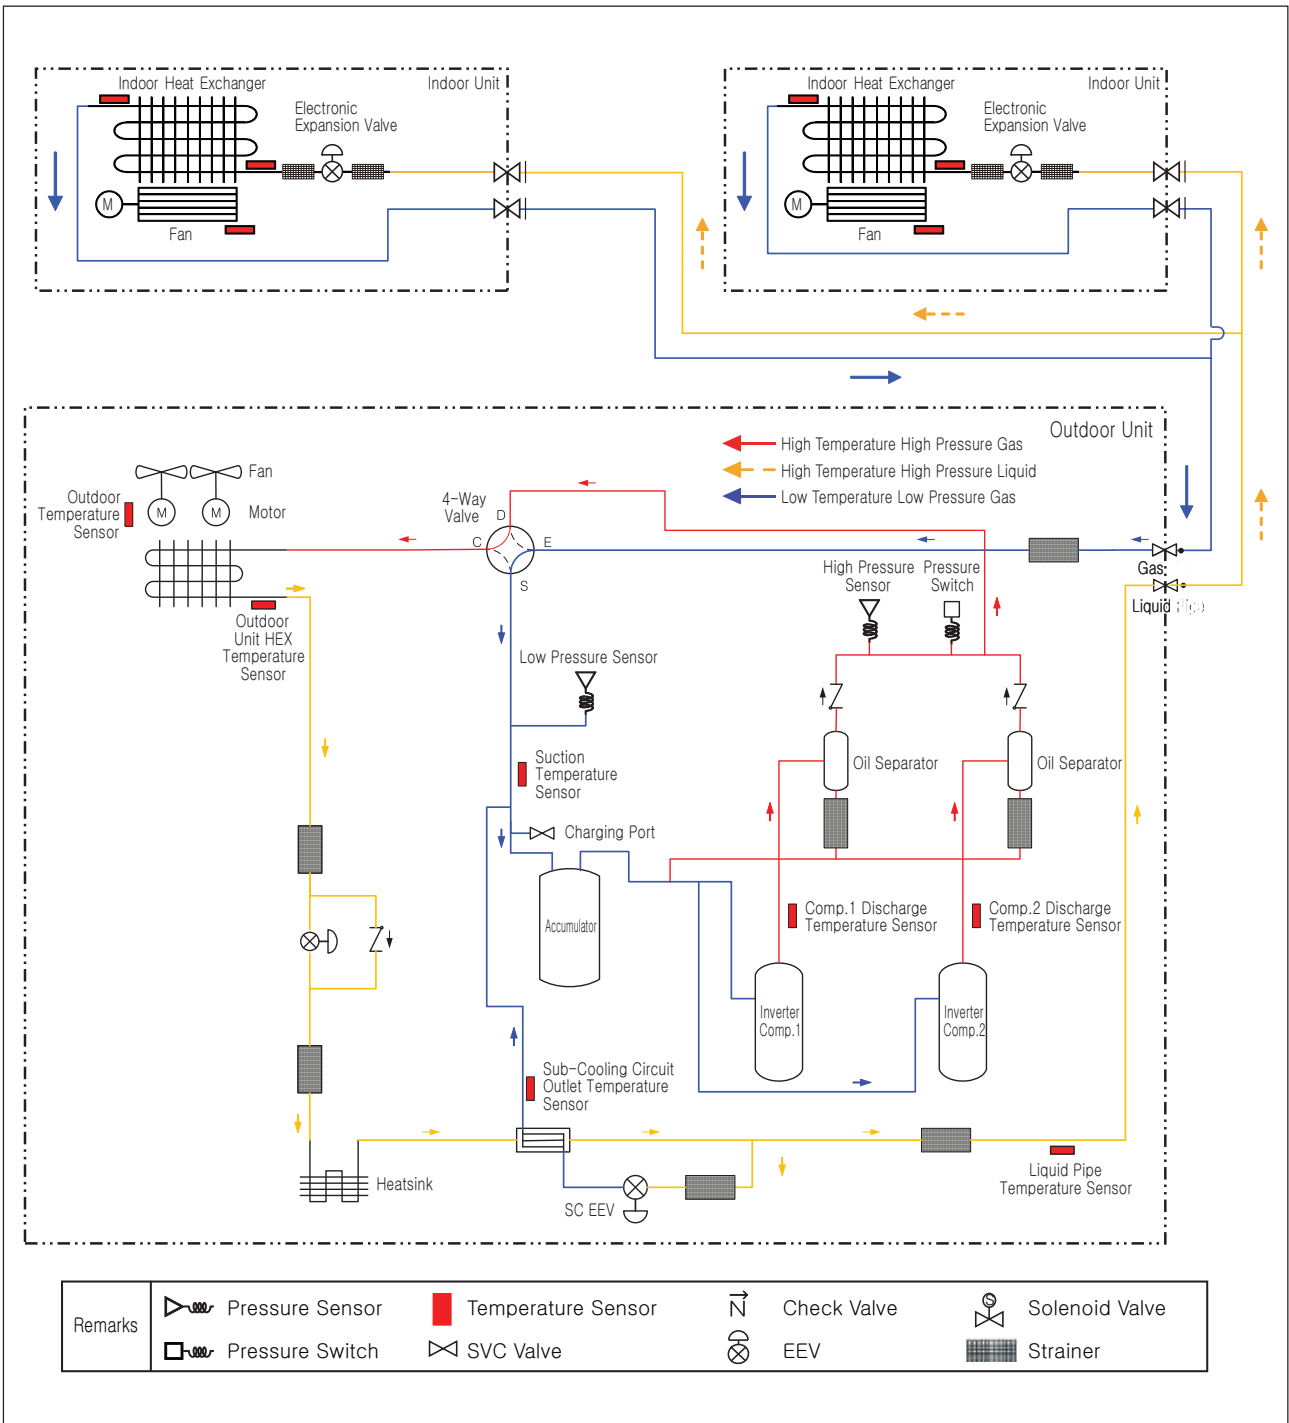 Indoor Heat Exchanger
Indoor Unit
Electronic
Expansion Valve
M
Fan
Indoor Heat Exchanger
Indoor Unit
Electronic
Expansion Valve
M
Fan
Outdoor Unit
High Temperature High Pressure Gas
High Temperature High Pressure Liquid
Low Temperature Low Pressure Gas
Fan
Outdoor
Temperature
Sensor
M
M
Motor
4-Way
Valve
D
C
E
S
High Pressure
Sensor
Pressure
Switch
Gas
Liquid Pipe
Outdoor
Unit HEX
Temperature
Sensor
Low Pressure Sensor
Suction
Temperature
Sensor
Oil Separator
Oil Separator
Charging Port
Accumulator
Comp.1 Discharge
Temperature Sensor
Comp.2 Discharge
Temperature Sensor
Inverter
Comp.1
Inverter
Comp.2
Sub-Cooling Circuit
Outlet Temperature
Sensor
Heatsink
SC EEV
Liquid Pipe
Temperature Sensor
Remarks
Pressure Sensor
Temperature Sensor
Check Valve
S
Solenoid Valve
Pressure Switch
SVC Valve
EEV
Strainer